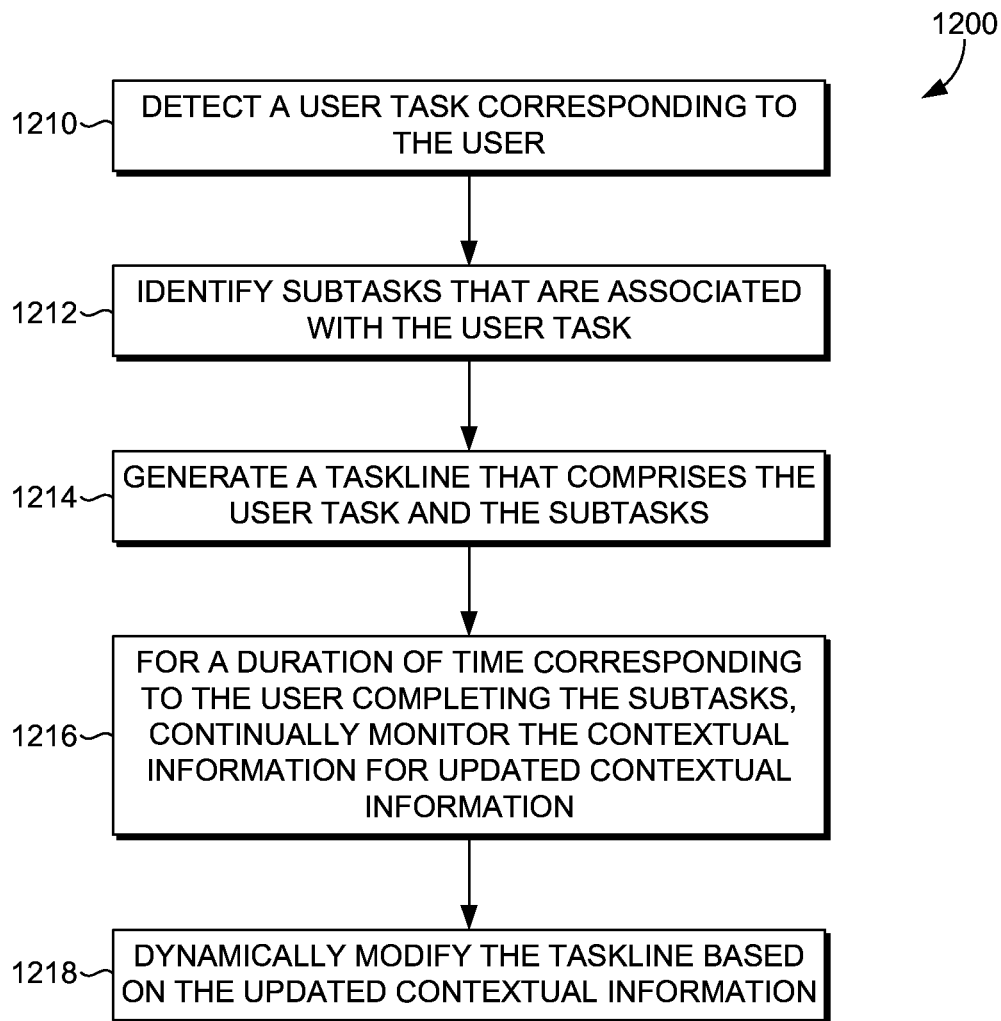 1200
1210
DETECT A USER TASK CORRESPONDING TO
THE USER
1212
IDENTIFY SUBTASKS THAT ARE ASSOCIATED
WITH THE USER TASK
1214
GENERATE A TASKLINE THAT COMPRISES THE
USER TASK AND THE SUBTASKS
1216
FOR A DURATION OF TIME CORRESPONDING
TO THE USER COMPLETING THE SUBTASKS,
CONTINUALLY MONITOR THE CONTEXTUAL
INFORMATION FOR UPDATED CONTEXTUAL
INFORMATION
1218
DYNAMICALLY MODIFY THE TASKLINE BASED
ON THE UPDATED CONTEXTUAL INFORMATION